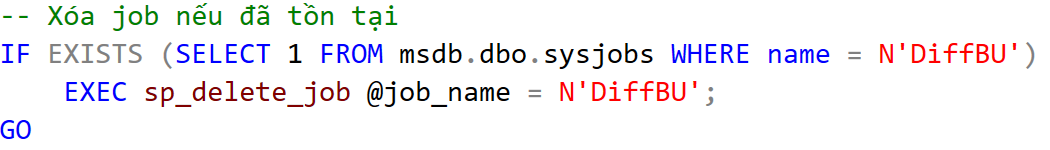 -- Xóa job nếu đã tồn tại
IF EXISTS (SELECT 1 FROM msdb.dbo.sysjobs WHERE name = N'DiffBU')
    EXEC sp_delete_job @job_name = N'DiffBU';
GO